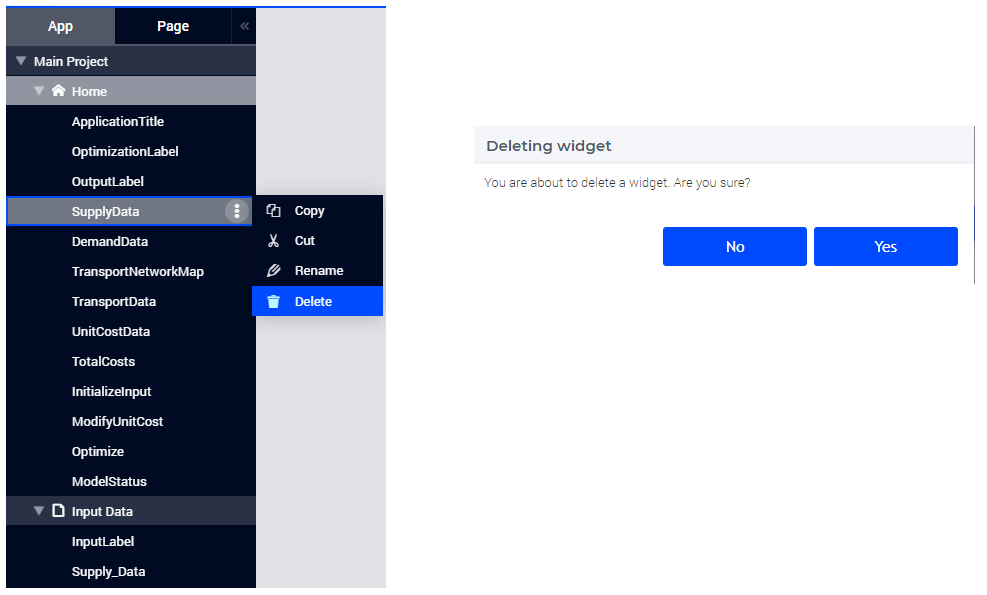 App Page «
Main Project
Home
ApplicationTitle
OptimizationLabel
OutputLabel
SupplyData
DemandData
TransportNetworkMap
TransportData
UnitCostData
TotalCosts
InitializeInput
ModifyUnitCost
Optimize
ModelStatus
Input Data
InputLabel
Supply_Data
Copy
Cut
Rename
Delete
Deleting widget
You are about to delete a widget. Are you sure?
No Yes